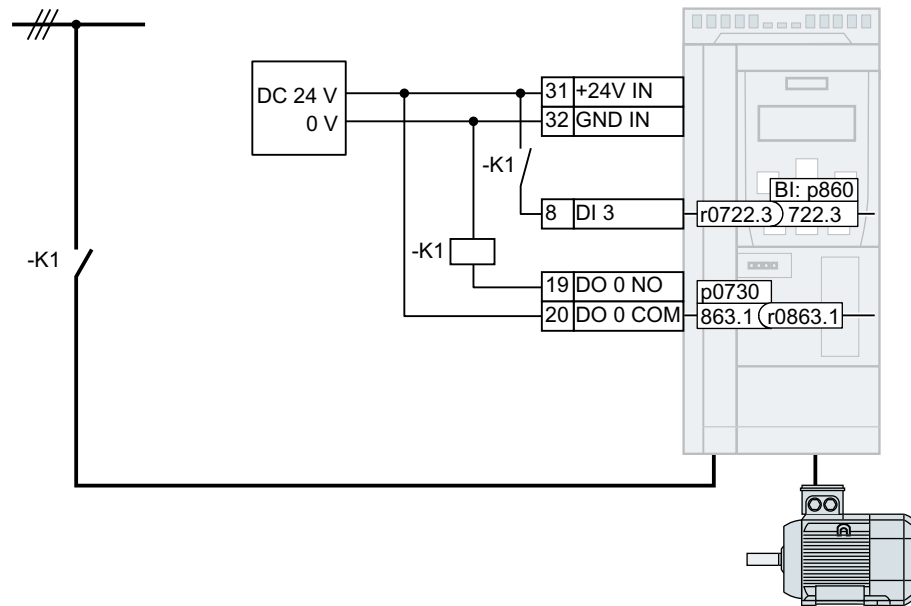 DC 24 V
0 V
31 +24V IN
32 GND IN
-K1
BI: p860
8 DI 3
r0722.3 722.3
-K1
-K1
19 DO 0 NO
p0730
20 DO 0 COM
863.1 r0863.1